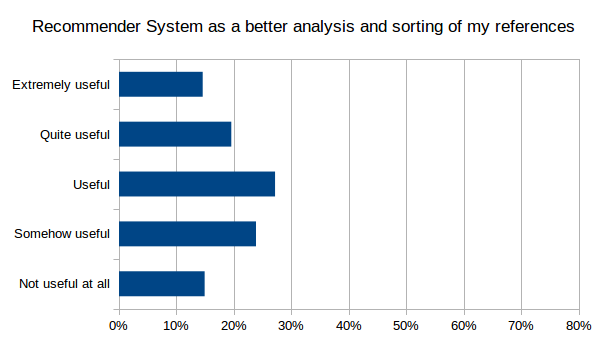 Recommender System as a better analysis and sorting of my references
Extremely useful
Quite useful
Useful
Somehow useful
Not useful at all
0% 10% 20% 30% 40% 50% 60% 70% 80%